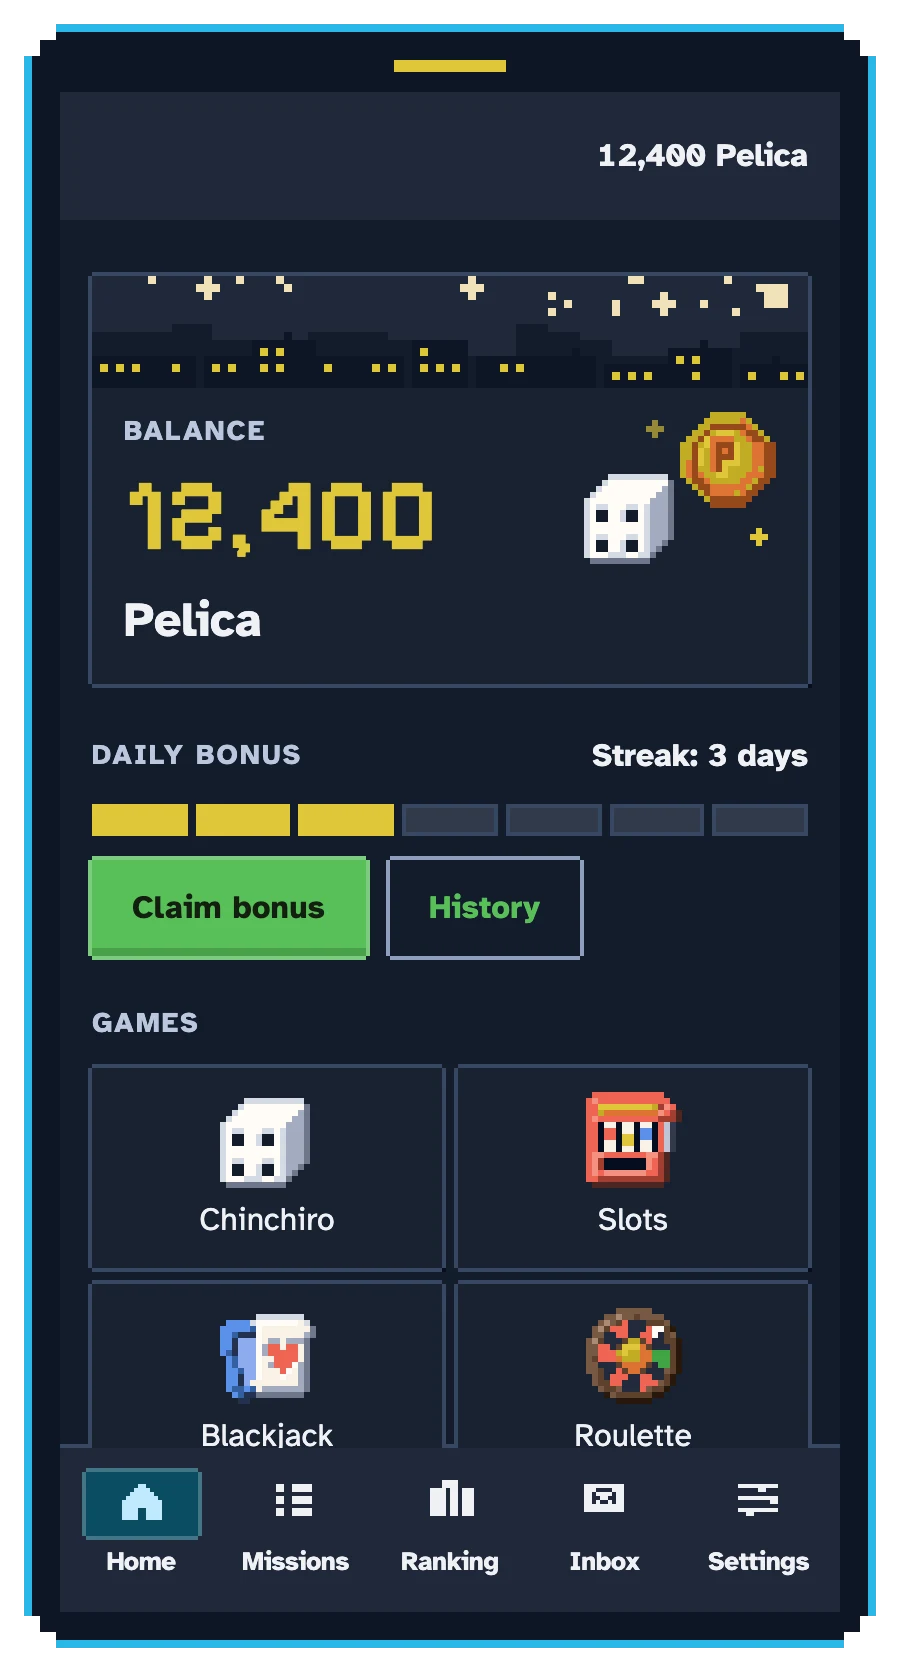 12,400 Pelica
BALANCE
12,400
P
Pelica
DAILY BONUS
Streak: 3 days
Claim bonus
History
GAMES
Chinchiro
Slots
Blackjack
Roulette
Home
Missions
Ranking
Inbox
Settings